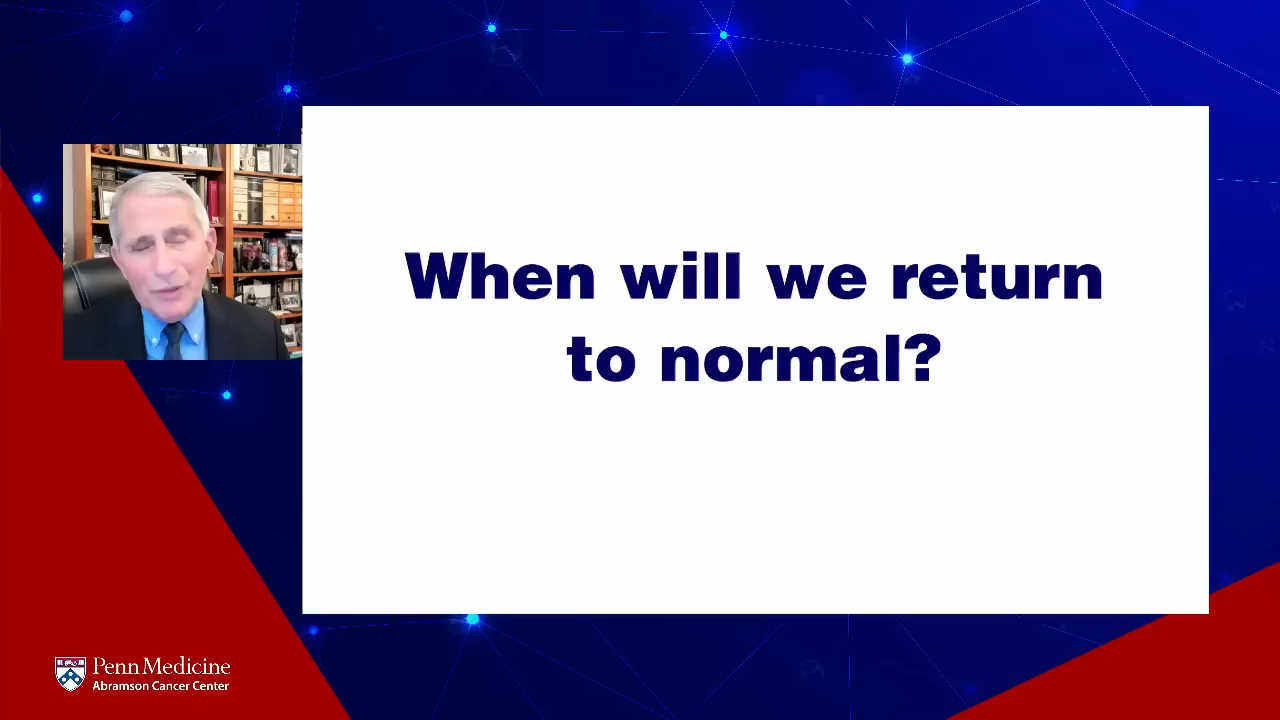 When will we return
to normal?
Penn Medicine
Abramson Cancer Center